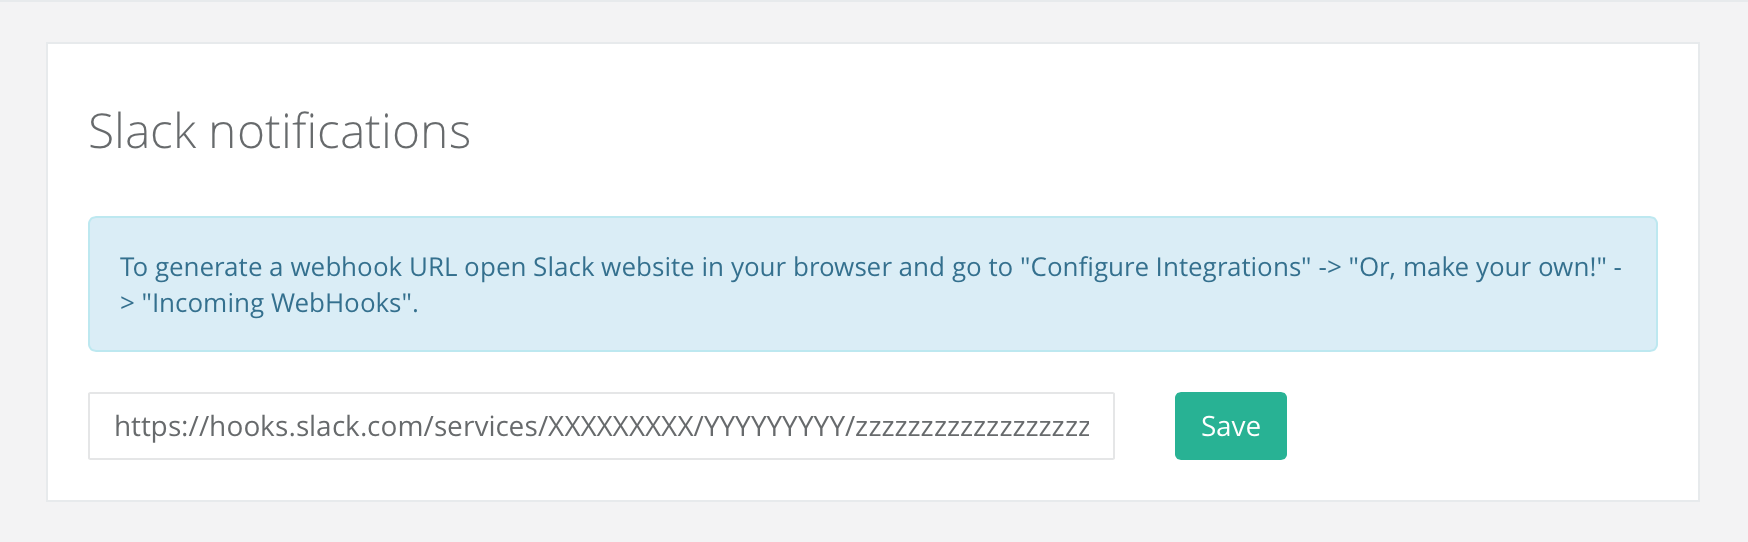 Slack notifications
To generate a webhook URL open Slack website in your browser and go to "Configure Integrations" -> "Or, make your own!" -
> "Incoming WebHooks".
https://hooks.slack.com/services/XXXXXXXXX/YYYYYYYYY/zzzzzzzzzzzzzzzzzz
Save